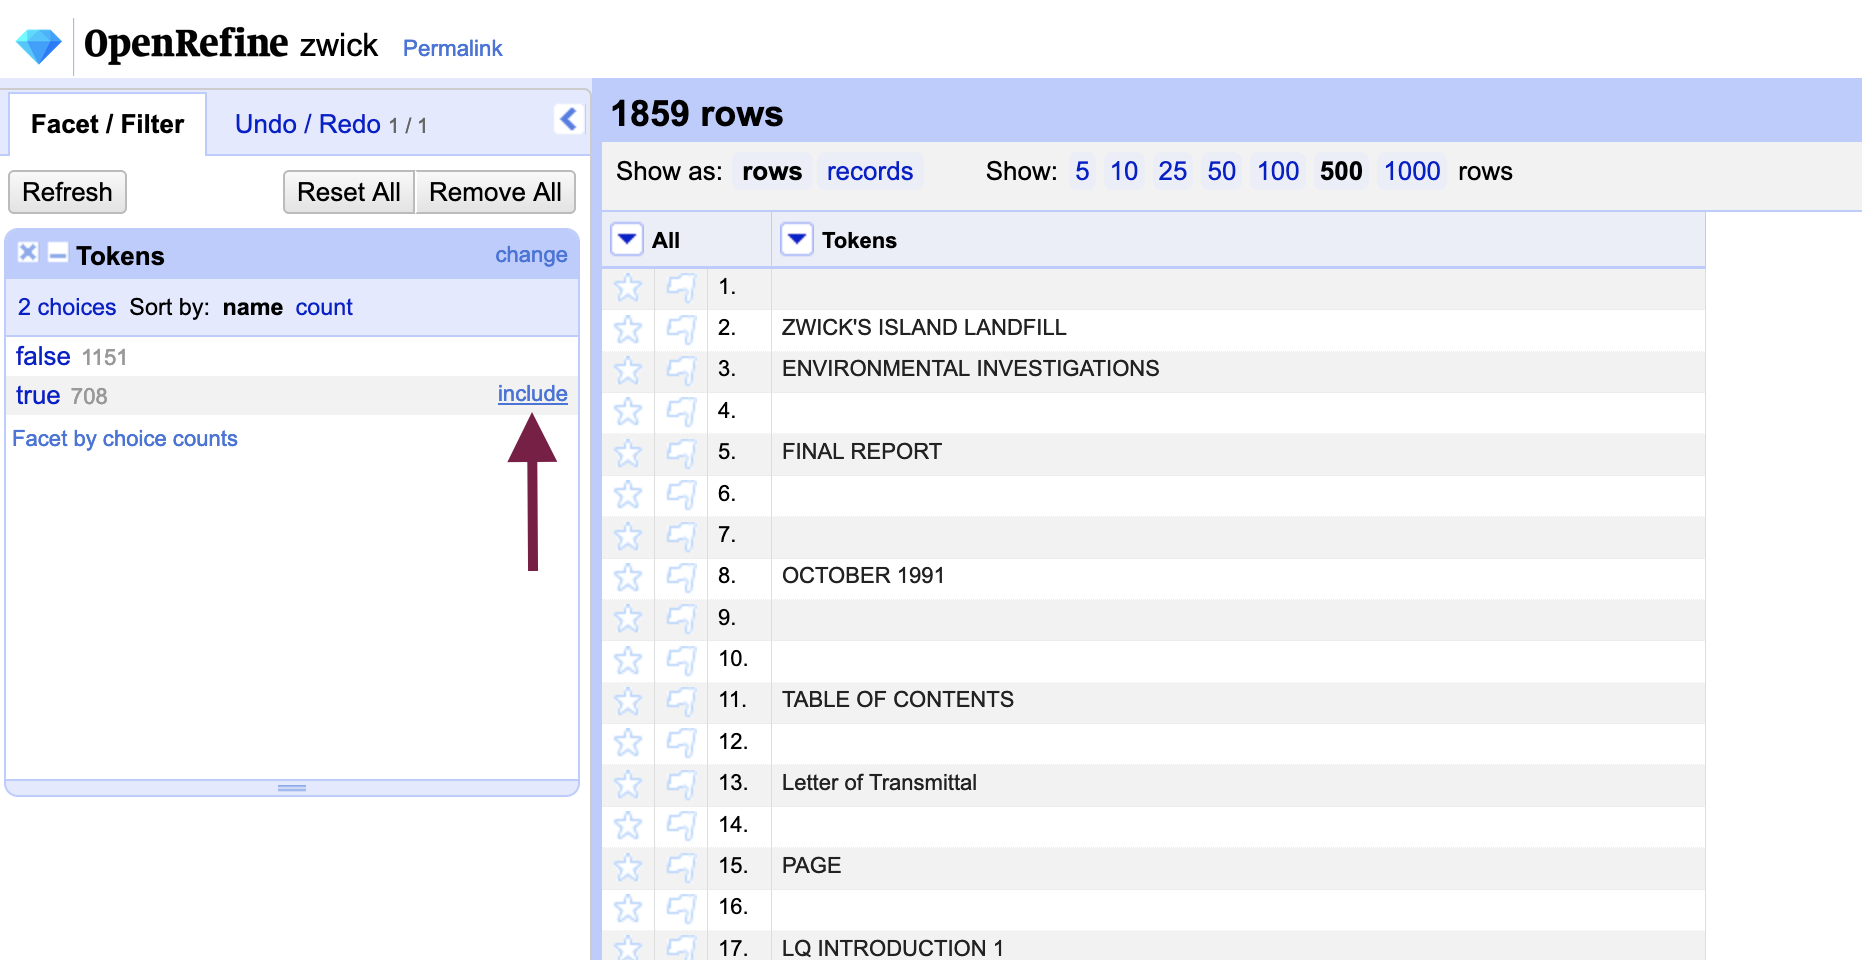 OpenRefine zwick Permalink
Facet / Filter Undo / Redo 1 / 1
Refresh Reset All Remove All
Tokens change
2 choices Sort by: name count
false 1151
true 708 include
Facet by choice counts
1859 rows
Show as: rows records Show: 5 10 25 50 100 500 1000 rows
All Tokens
1.
2. ZWICK'S ISLAND LANDFILL
3. ENVIRONMENTAL INVESTIGATIONS
4.
5. FINAL REPORT
6.
7.
8. OCTOBER 1991
9.
10.
11. TABLE OF CONTENTS
12.
13. Letter of Transmittal
14.
15. PAGE
16.
17. LQ INTRODUCTION 1